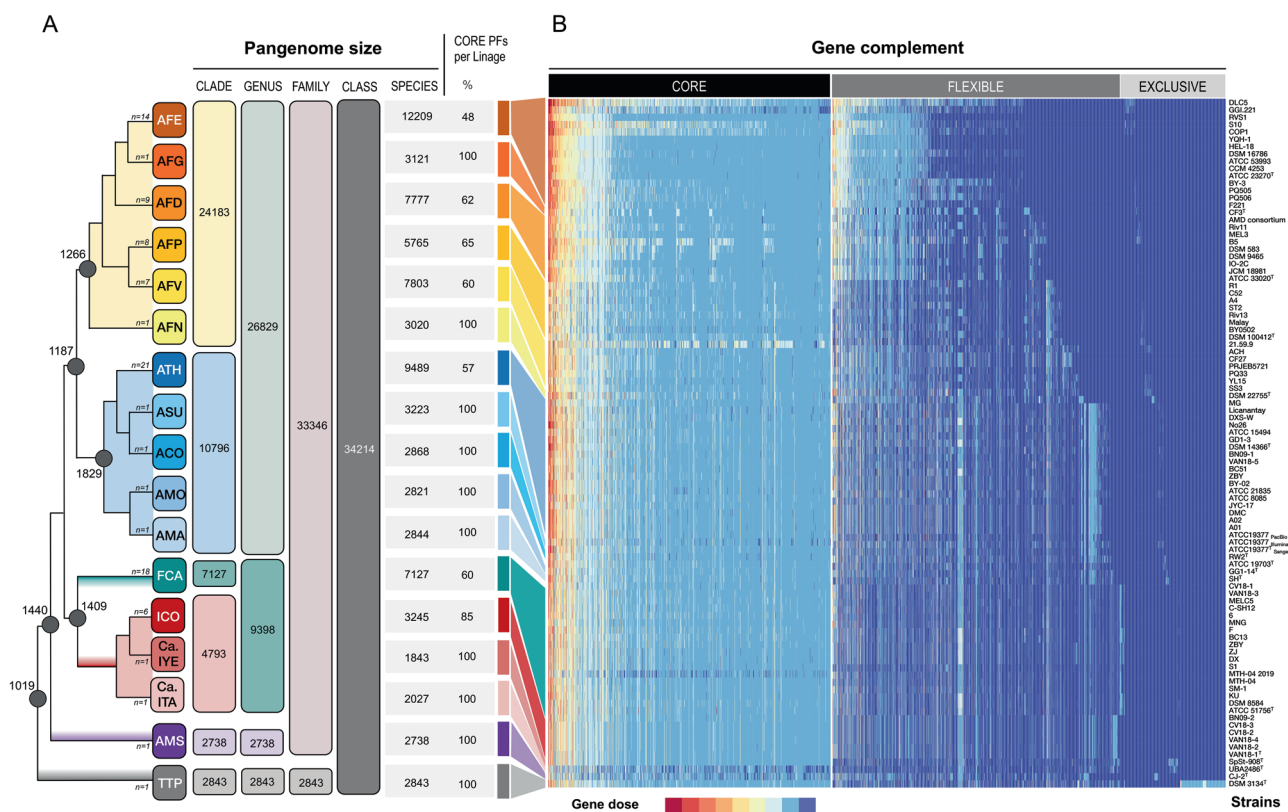 A
B
Pangenome size
CORE PFs
per Linage
Gene complement
CLADE
GENUS
FAMILY
CLASS
SPECIES
%
CORE
FLEXIBLE
EXCLUSIVE
n=14
AFE
12209
48
n=1
AFG
3121
100
n=9
AFD
7777
62
n=8
AFP
5765
65
n=7
AFV
7803
60
n=1
AFN
3020
100
n=21
ATH
9489
57
n=1
ASU
3223
100
n=1
ACO
2868
100
n=1
AMO
2821
100
n=1
AMA
2844
100
n=18
FCA
7127
60
n=6
ICO
3245
85
n=1
Ca.
IYE
1843
100
n=1
Ca.
ITA
2027
100
n=1
AMS
2738
100
n=1
TTP
2843
100
1266
1187
1829
1440
1409
1019
24183
10796
7127
4793
2738
2843
26829
9398
2738
2843
33346
2843
34214
DLC5
GGI.221
RVS1
S10
COP1
YQH-1
HEL-18
DSM 16786
ATCC 53993
CCM 4253
ATCC 23270T
BY-3
PQ505
PQ506
F221
CF3T
AMD consortium
Riv11
MEL3
B5
DSM 583
DSM 9465
IO-2C
JCM 18981
ATCC 33020T
R1
C52
A4
ST2
Riv13
Malay
BY0502
DSM 100412T
21.59.9
ACH
CF27
PRJEB5721
PQ33
YL15
SS3
DSM 22755T
MG
Licanantay
DXS-W
No26
ATCC 15494
GD1-3
DSM 14366T
BN09-1
VAN18-5
BC51
ZBY
BY-02
ATCC 21835
ATCC 8085
JYC-17
DMC
A02
A01
ATCC19377 PacBio
ATCC19377 Illumina
ATCC19377T Sanger
RW2T
ATCC 19703T
GG1-14T
SHT
CV18-1
VAN18-3
MELC5
C-SH12
6
MNG
F
BC13
ZBY
ZJ
DX
S1
MTH-04 2019
MTH-04
SM-1
KU
DSM 8584
ATCC 51756T
BN09-2
CV18-3
CV18-2
VAN18-4
VAN18-2
VAN18-1T
SpSt-908T
UBA2486T
CJ-2T
DSM 3134T
Gene dose
Strains